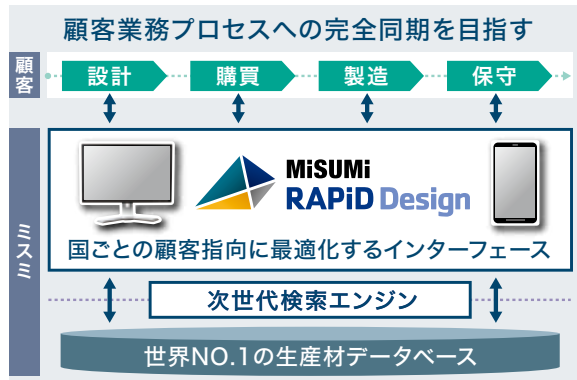 顧客業務プロセスへの完全同期を目指す
顧客
設計 購買 製造 保守
ミスミ
MiSUMi
RAPiD Design
国ごとの顧客指向に最適化するインターフェース
次世代検索エンジン
世界NO.1の生産材データベース